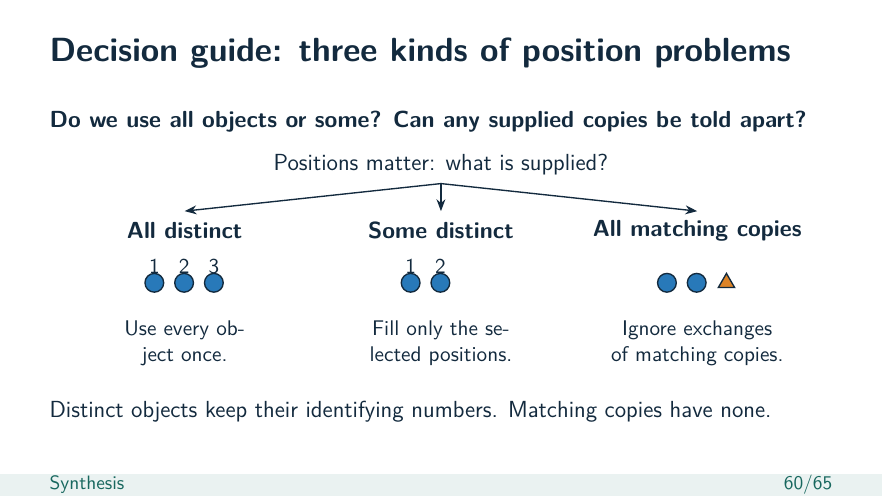 Decision guide: three kinds of position problems
Do we use all objects or some? Can any supplied copies be told apart?
Positions matter: what is supplied?
All distinct
Some distinct
All matching copies
1 2 3
1 2
Use every ob-
ject once.
Fill only the se-
lected positions.
Ignore exchanges
of matching copies.
Distinct objects keep their identifying numbers. Matching copies have none.
Synthesis
60/65